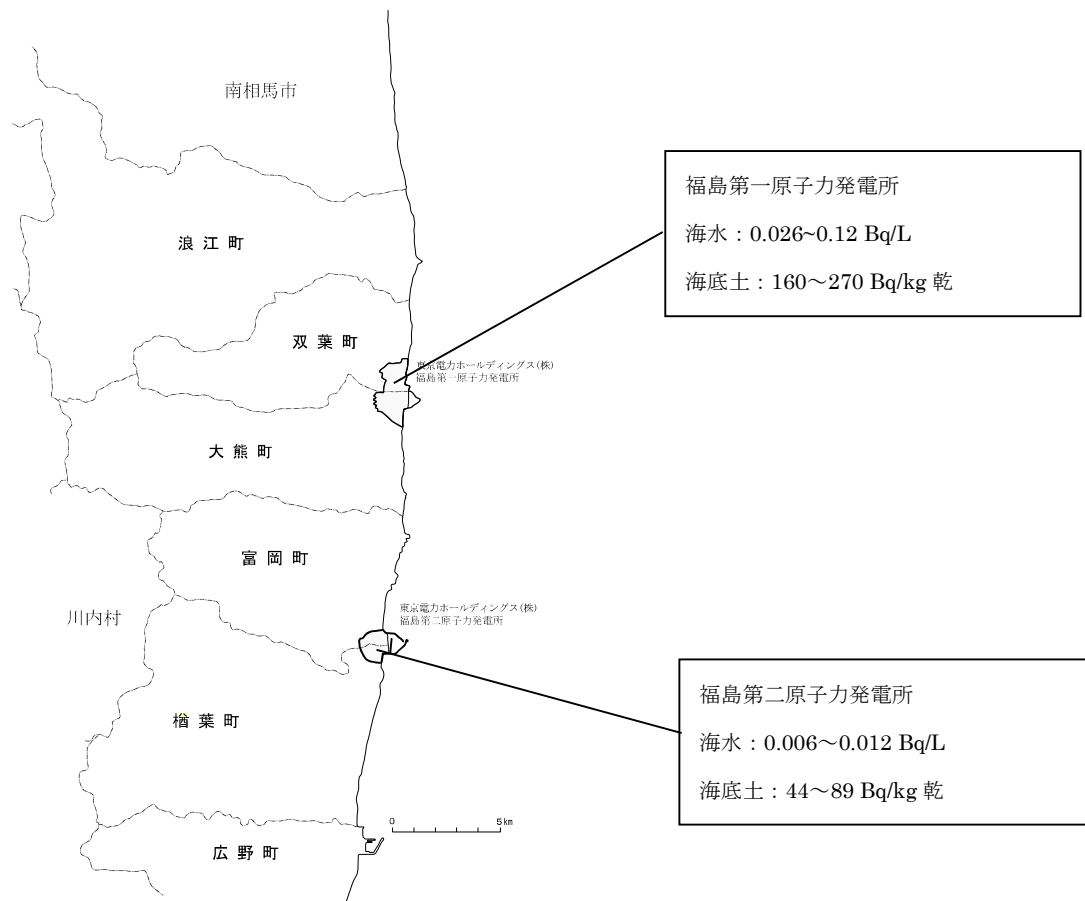 南相馬市
福島第一原子力発電所
海水：0.026~0.12 Bq/L
海底土：160～270 Bq/kg 乾
浪江町
双葉町
東京電力ホールディングス(株)
福島第一原子力発電所
大熊町
富岡町
東京電力ホールディングス(株)
福島第二原子力発電所
川内村
福島第二原子力発電所
海水：0.006～0.012 Bq/L
海底土：44～89 Bq/kg 乾
楢葉町
0 5km
広野町